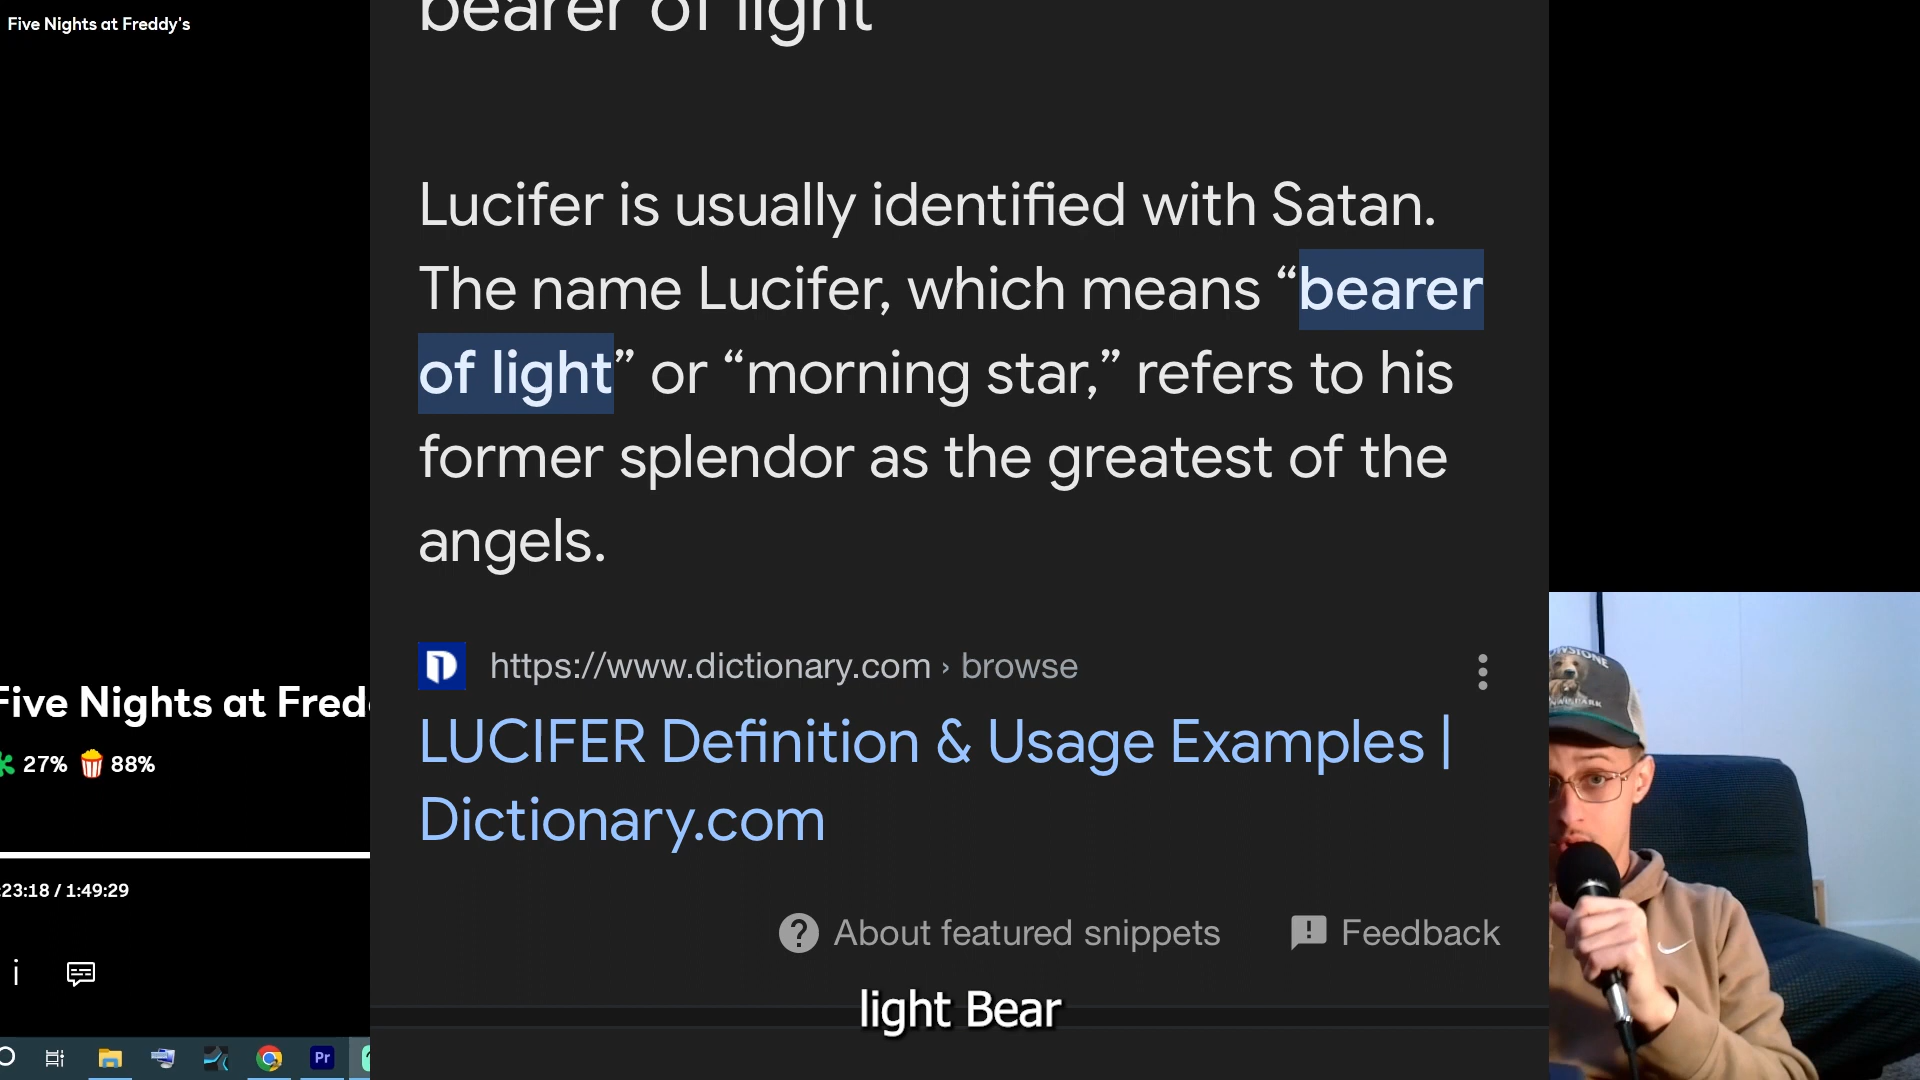 Five Nights at Freddy's
bearer of light
Lucifer is usually identified with Satan.
The name Lucifer, which means “bearer
of light” or “morning star,” refers to his
former splendor as the greatest of the
angels.
https://www.dictionary.com › browse
LUCIFER Definition & Usage Examples |
Dictionary.com
Five Nights at Fred
27% 88%
:23:18 / 1:49:29
About featured snippets
Feedback
light Bear
Pr